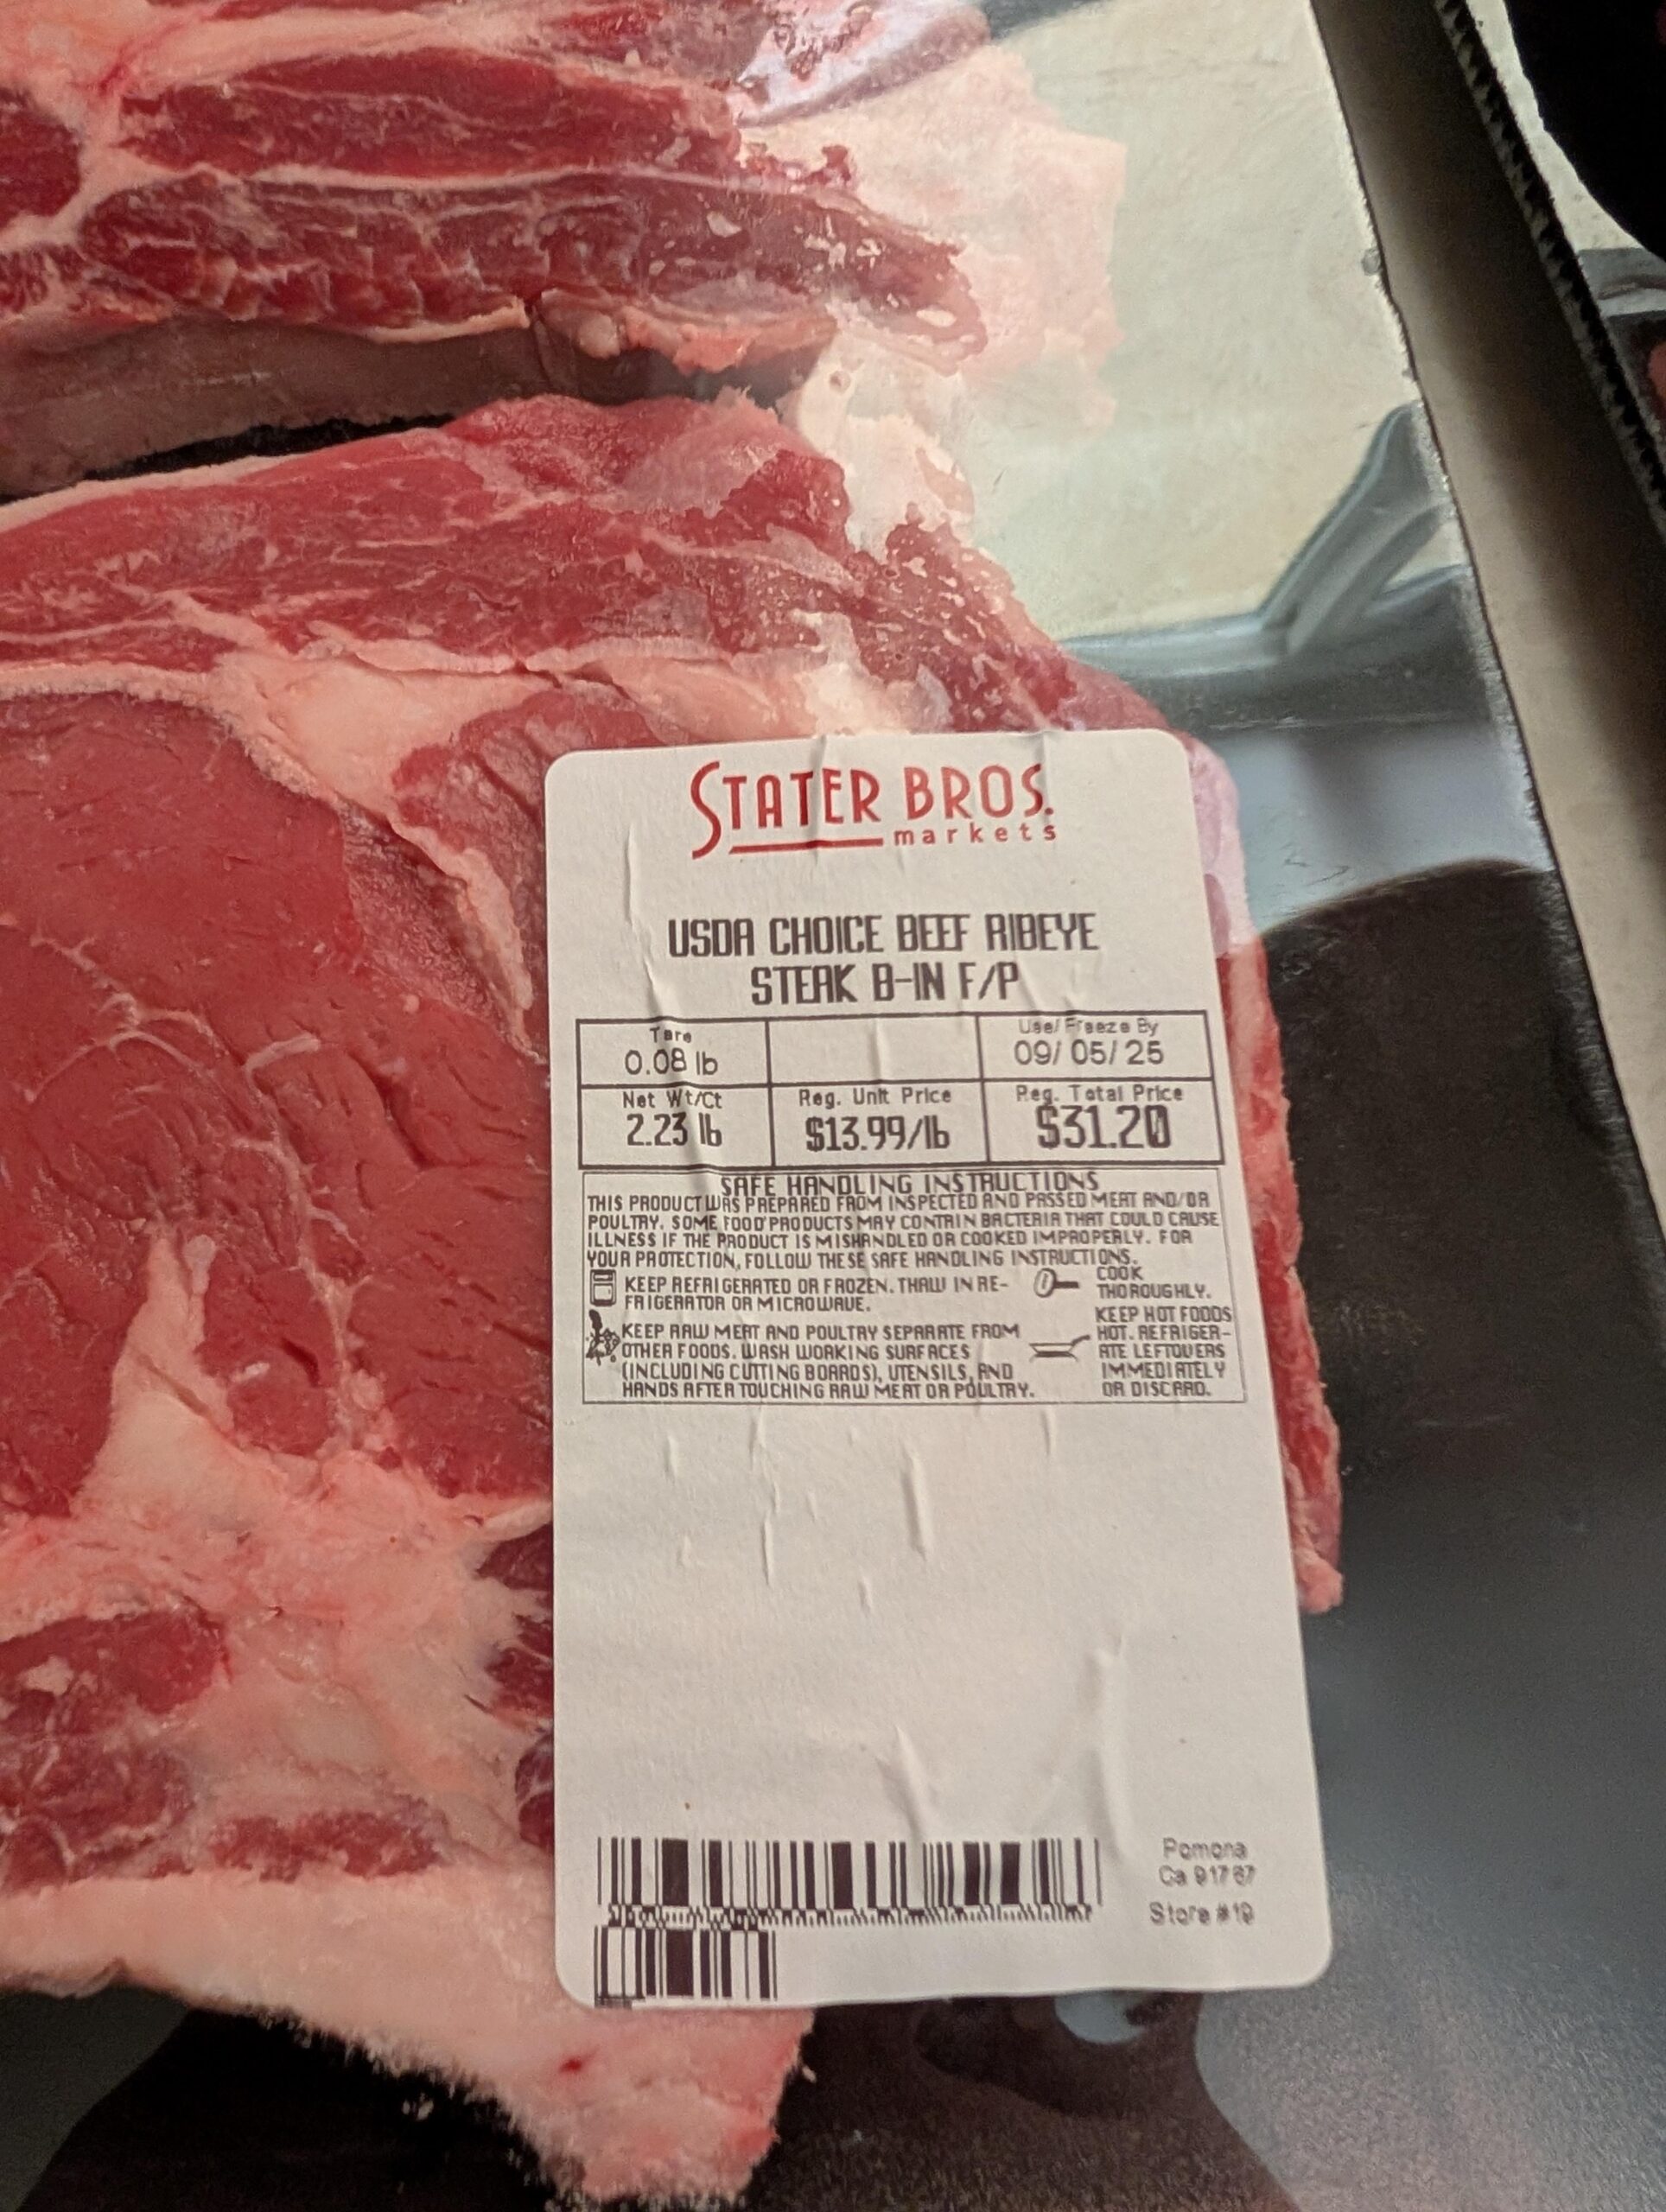 STATER BROS.
markets
USDA CHOICE BEEF RIBEYE
STEAK B-IN F/P
Tare
0.08 lb
Use/Freeze By
09/05/25
Net Wt/Ct
2.23 lb
Reg. Unit Price
$13.99/lb
Reg. Total Price
$31.20
SAFE HANDLING INSTRUCTIONS
THIS PRODUCT WAS PREPARED FROM INSPECTED AND PASSED MEAT AND/OR
POULTRY. SOME FOOD PRODUCTS MAY CONTAIN BACTERIA THAT COULD CAUSE
ILLNESS IF THE PRODUCT IS MISHANDLED OR COOKED IMPROPERLY. FOR
YOUR PROTECTION, FOLLOW THESE SAFE HANDLING INSTRUCTIONS.
KEEP REFRIGERATED OR FROZEN. THAW IN RE-
FRIGERATOR OR MICROWAVE.
KEEP RAW MEAT AND POULTRY SEPARATE FROM
OTHER FOODS. WASH WORKING SURFACES
(INCLUDING CUTTING BOARDS), UTENSILS, AND
HANDS AFTER TOUCHING RAW MEAT OR POULTRY.
COOK
THOROUGHLY.
KEEP HOT FOODS
HOT. REFRIGER-
ATE LEFTOVERS
IMMEDIATELY
OR DISCARD.
Pomona
Ca 91767
Store #19